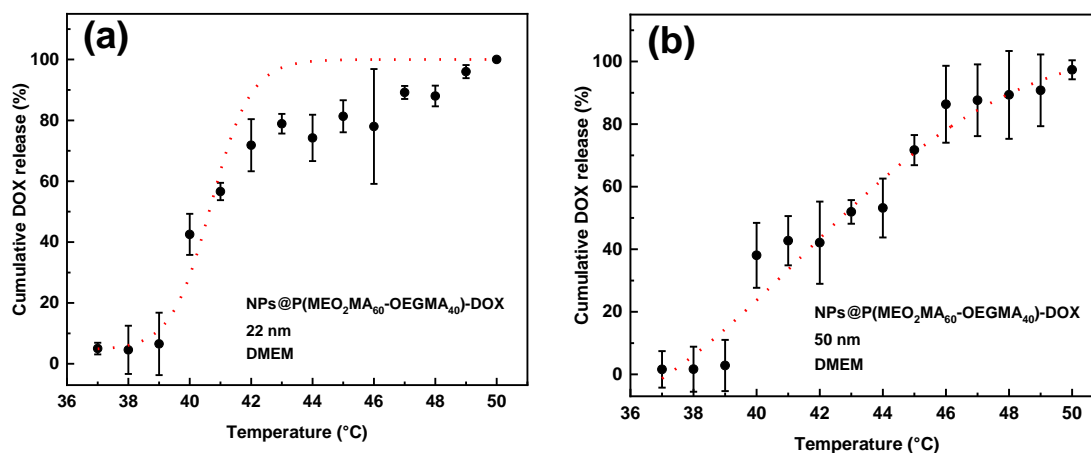 (a)
Cumulative DOX release (%)
100
80
60
40
20
0
NPs@P(MEO₂MA₆₀-OEGMA₄₀)-DOX
22 nm
DMEM
36 38 40 42 44 46 48 50
Temperature (°C)
(b)
Cumulative DOX release (%)
100
80
60
40
20
0
NPs@P(MEO₂MA₆₀-OEGMA₄₀)-DOX
50 nm
DMEM
36 38 40 42 44 46 48 50
Temperature (°C)